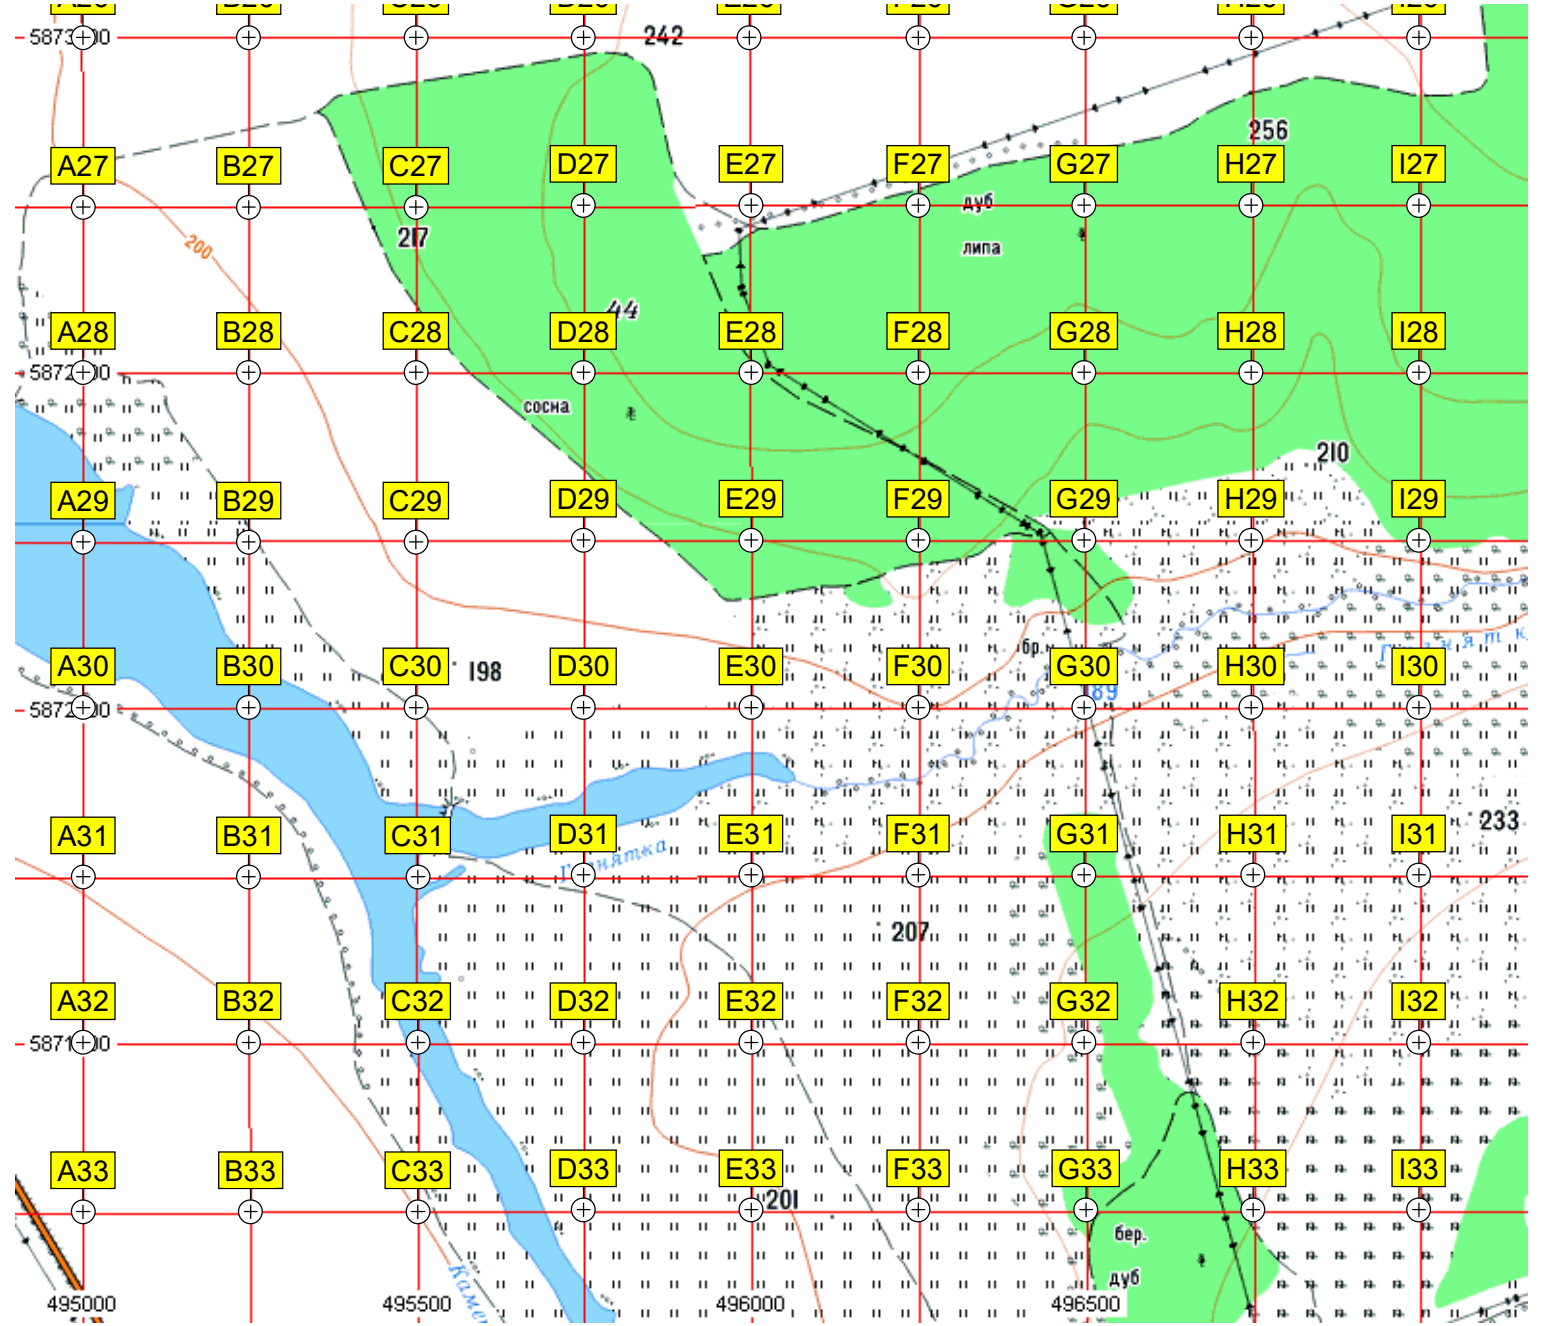 242
256
A27 B27 C27 D27 E27 F27 G27 H27 I27
дуб
217
200
липа
44
A28 B28 C28 D28 E28 F28 G28 H28 I28
сосна
210
A29 B29 C29 D29 E29 F29 G29 H29 I29
бр.
A30 B30 C30 198 D30 E30 F30 G30 H30 I30
189
233
A31 B31 C31 D31 E31 F31 G31 H31 I31
207
A32 B32 C32 D32 E32 F32 G32 H32 I32
A33 B33 C33 D33 E33 F33 G33 H33 I33
201
бер.
дуб
495000 495500 496000 496500